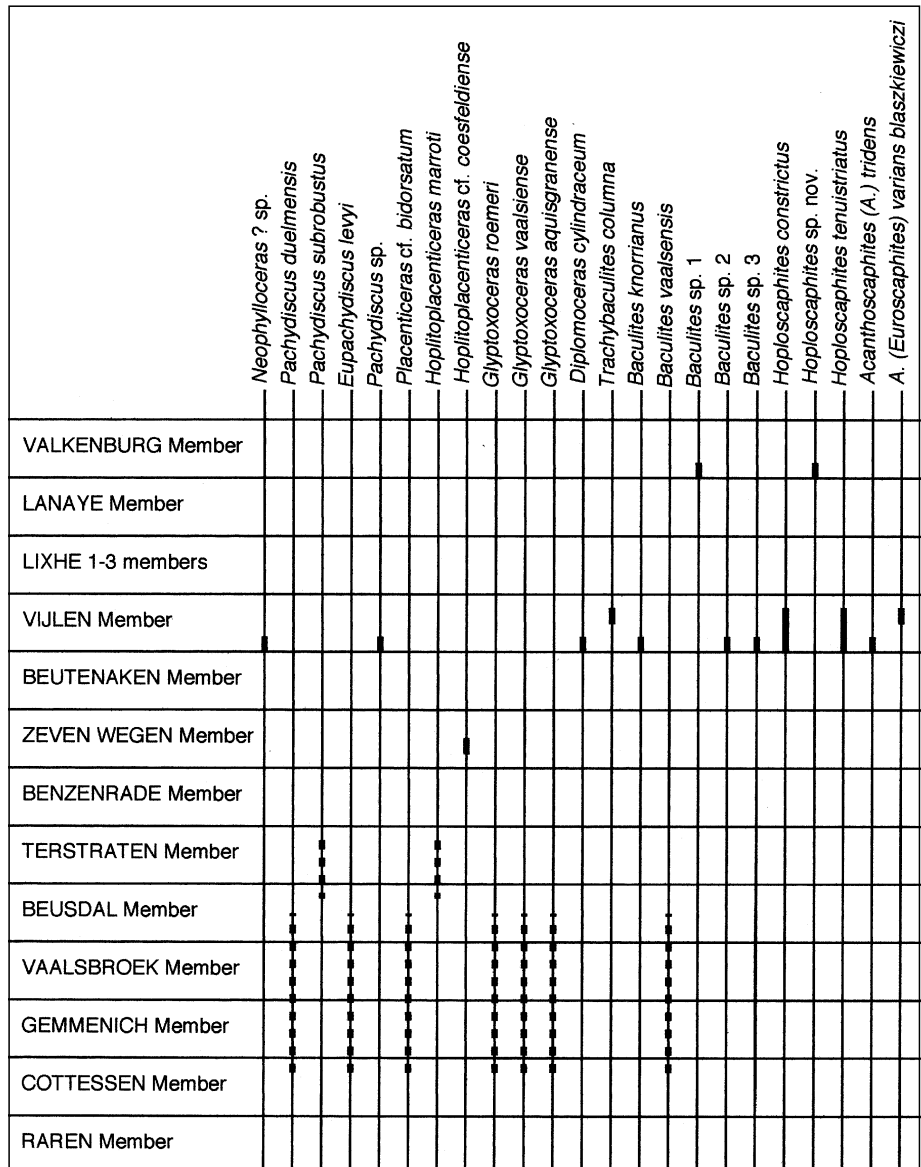 Neophylloceras ? sp.
Pachydiscus duelmensis
Pachydiscus subrobustus
Eupachydiscus levyi
Pachydiscus sp.
Placenticeras cf. bidorsatum
Hoplitoplacenticeras marroti
Hoplitoplacenticeras cf. coesfeldiense
Glyptoxoceras roemeri
Glyptoxoceras vaalsiense
Glyptoxoceras aquisgranense
Diplomoceras cylindraceum
Trachybaculites columna
Baculites knorrianus
Baculites vaalsensis
Baculites sp. 1
Baculites sp. 2
Baculites sp. 3
Hoploscaphites constrictus
Hoploscaphites sp. nov.
Hoploscaphites tenuistriatus
Acanthoscaphites (A.) tridens
A. (Euroscaphites) varians blaszkiewiczi
VALKENBURG Member
LANAYE Member
LIXHE 1-3 members
VIJLEN Member
BEUTENAKEN Member
ZEVEN WEGEN Member
BENZENRADE Member
TERSTRATEN Member
BEUSDAL Member
VAALSBROEK Member
GEMMENICH Member
COTTESSEN Member
RAREN Member